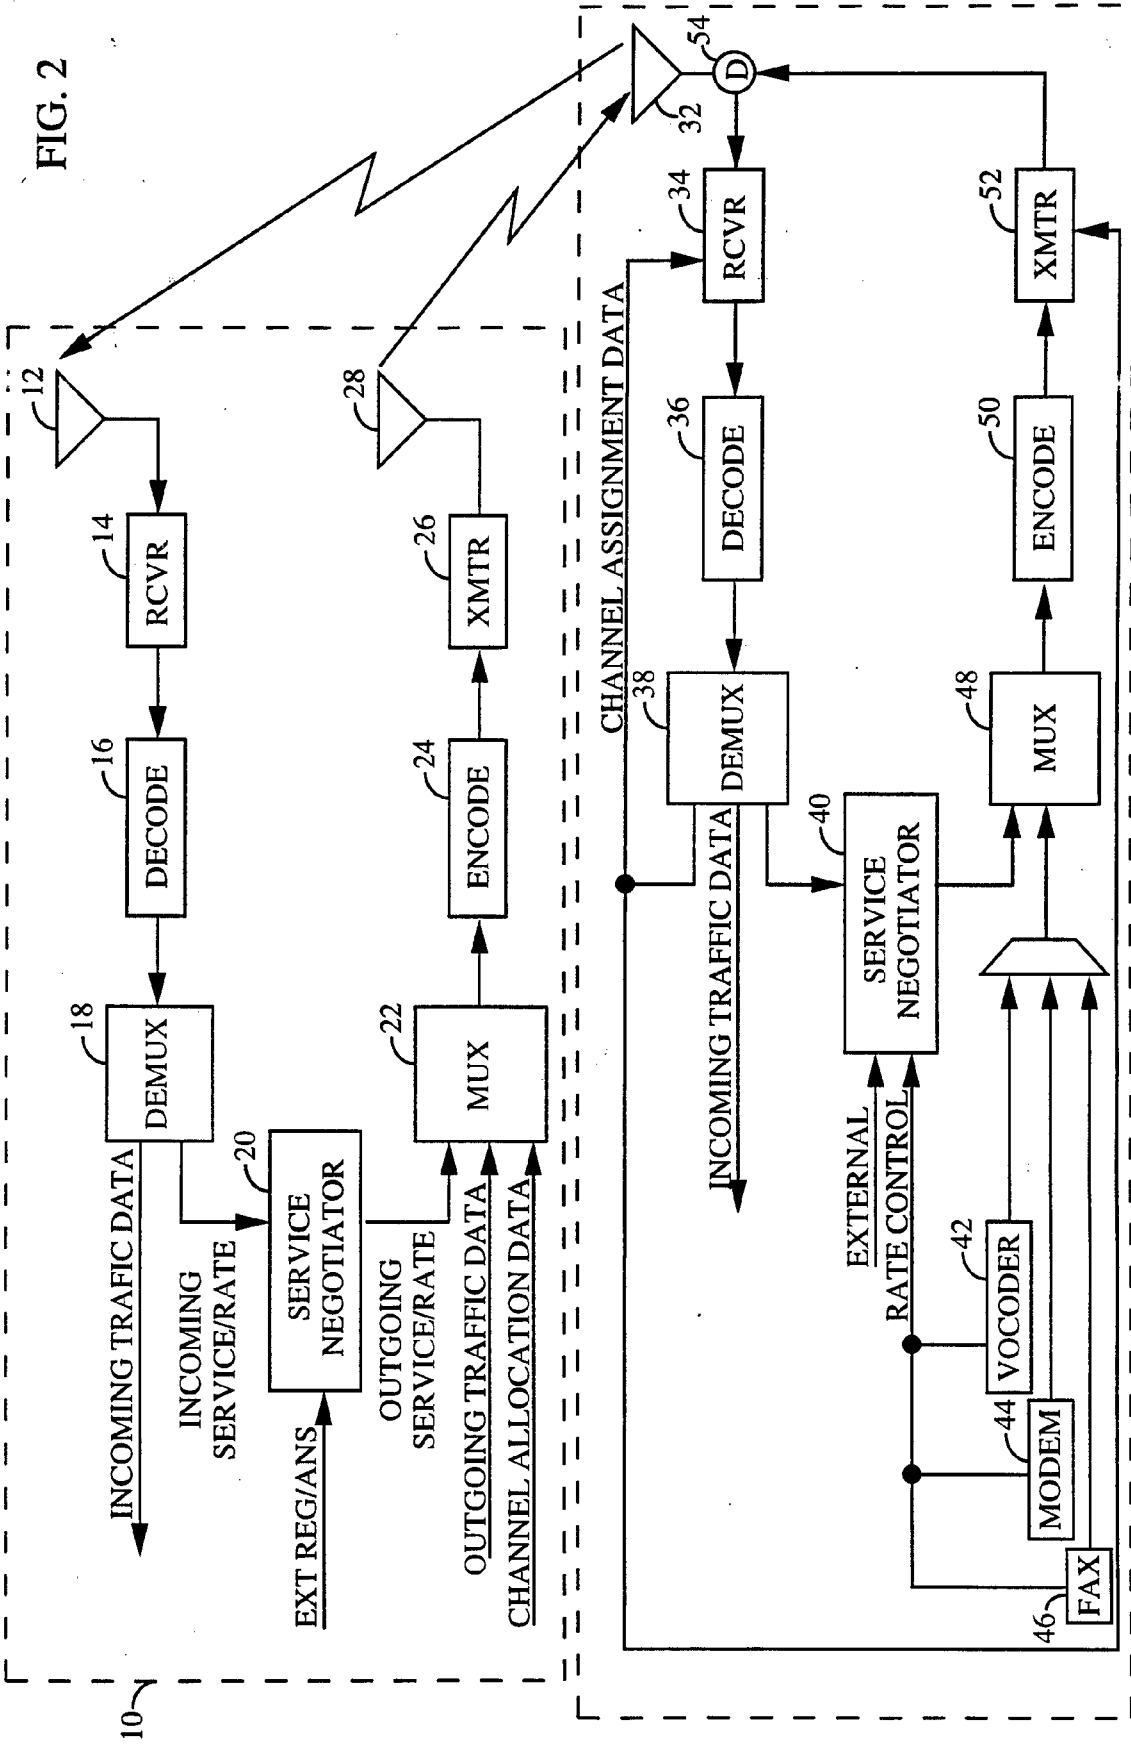 FIG. 2
10
12
14
RCVR
16
DECODE
18
DEMUX
INCOMING TRAFFIC DATA
INCOMING
SERVICE/RATE
20
SERVICE
NEGOTIATOR
EXT REG/ANS
OUTGOING
SERVICE/RATE
OUTGOING TRAFFIC DATA
CHANNEL ALLOCATION DATA
22
MUX
24
ENCODE
26
XMTR
28
32
54
D
34
RCVR
CHANNEL ASSIGNMENT DATA
36
DECODE
38
DEMUX
INCOMING TRAFFIC DATA
40
SERVICE
NEGOTIATOR
EXTERNAL
RATE CONTROL
42
VOCODER
44
MODEM
46
FAX
48
MUX
50
ENCODE
52
XMTR